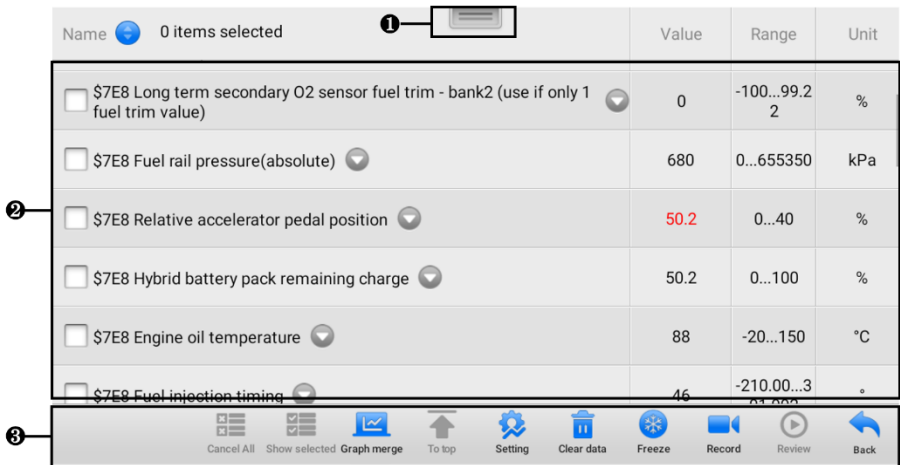 ❶
Name 0 items selected Value Range Unit
$7E8 Long term secondary O2 sensor fuel trim - bank2 (use if only 1
fuel trim value) 0 -100...99.2
2 %
$7E8 Fuel rail pressure(absolute) 680 0...655350 kPa
❷
$7E8 Relative accelerator pedal position 50.2 0...40 %
$7E8 Hybrid battery pack remaining charge 50.2 0...100 %
$7E8 Engine oil temperature 88 -20...150 °C
$7E8 Fuel injection timing 46 -210.00...3 °
❸
Cancel All Show selected Graph merge To top Setting Clear data Freeze Record Review Back